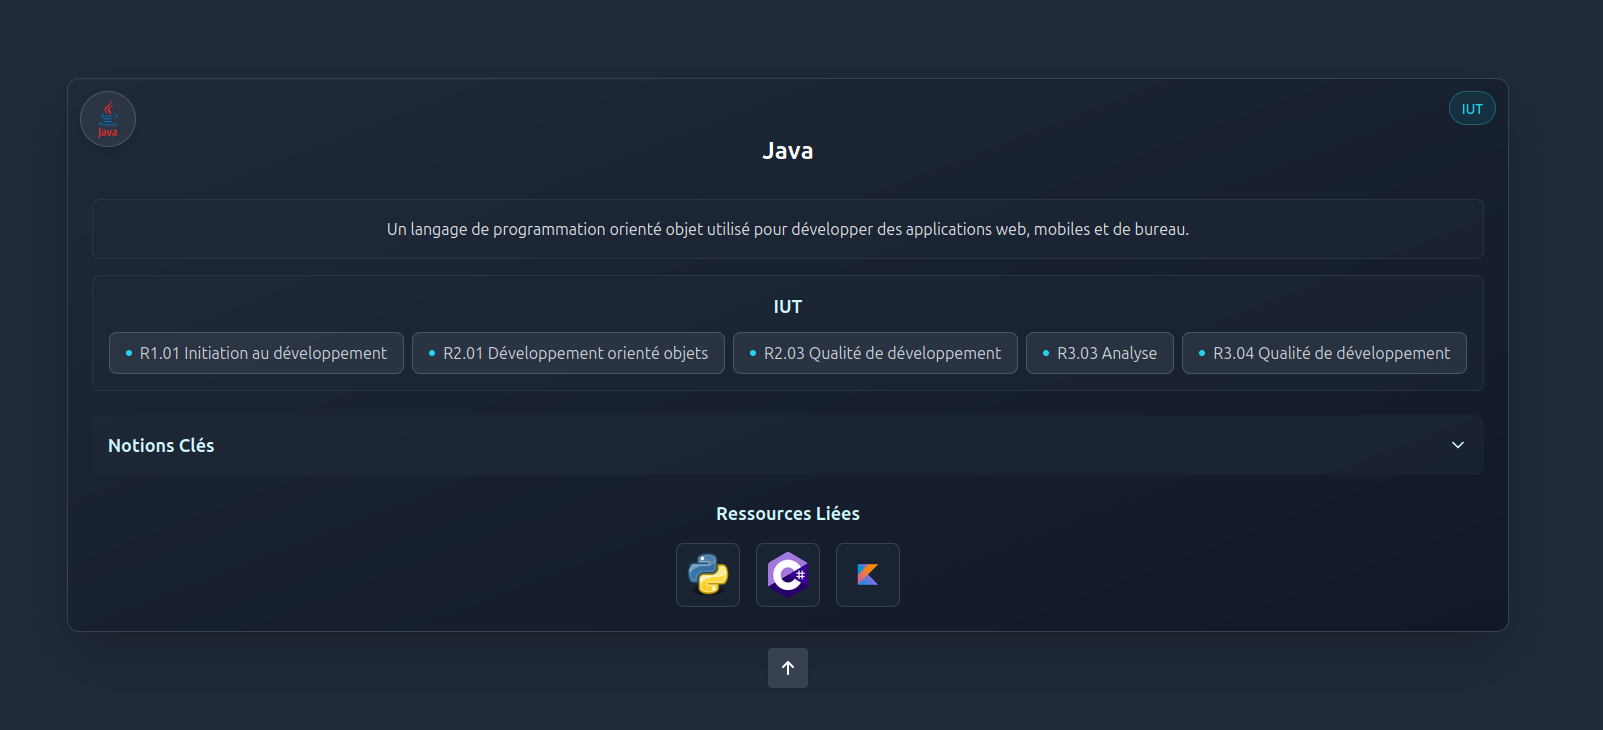 Java
IUT
Java
Un langage de programmation orienté objet utilisé pour développer des applications web, mobiles et de bureau.
IUT
R1.01 Initiation au développement
R2.01 Développement orienté objets
R2.03 Qualité de développement
R3.03 Analyse
R3.04 Qualité de développement
Notions Clés
Ressources Liées
C#